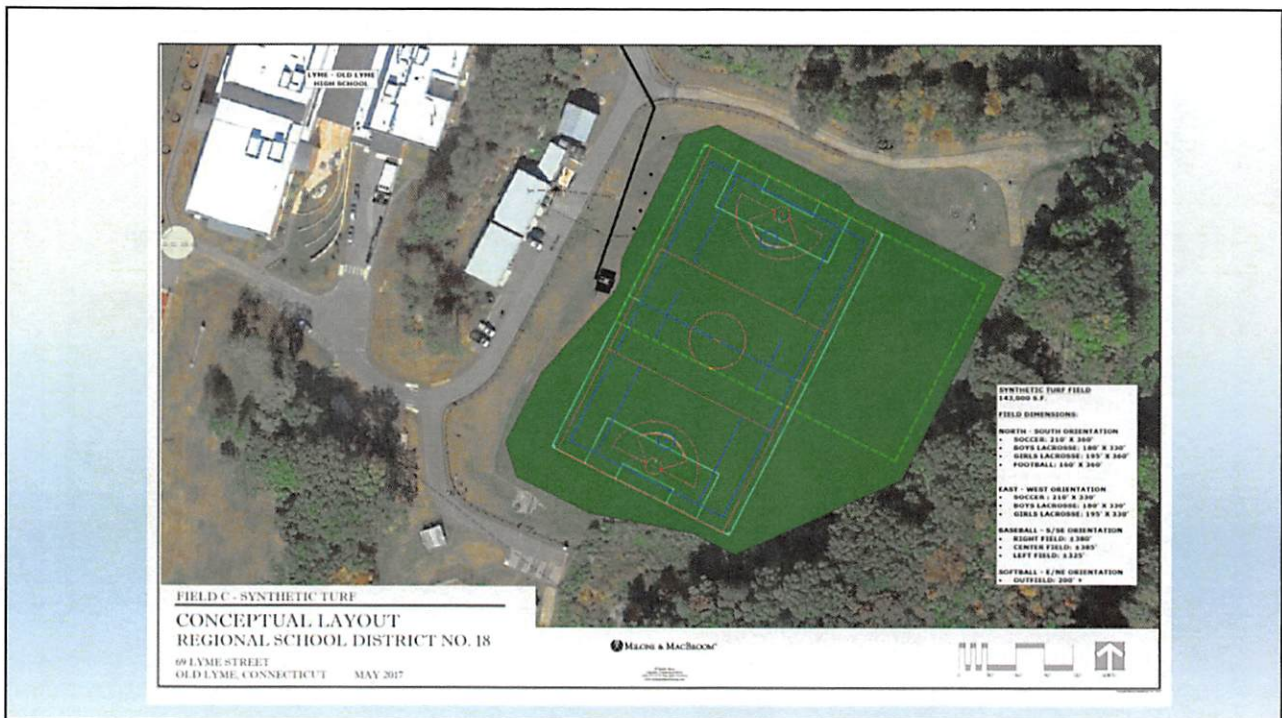 LYME - OLD LYME
HIGH SCHOOL
SYNTHETIC TURF FIELD
143,000 S.F.
FIELD DIMENSIONS:
NORTH - SOUTH ORIENTATION
• SOCCER: 210' X 360'
• BOYS LACROSSE: 180' X 330'
• GIRLS LACROSSE: 195' X 360'
• FOOTBALL: 160' X 360'
EAST - WEST ORIENTATION
• SOCCER : 210' X 330'
• BOYS LACROSSE: 180' X 330'
• GIRLS LACROSSE: 195' X 330'
BASEBALL - S/SE ORIENTATION
• RIGHT FIELD: ±380'
• CENTER FIELD: ±385'
• LEFT FIELD: ±325'
SOFTBALL - E/NE ORIENTATION
• OUTFIELD: 200' +
FIELD C - SYNTHETIC TURF
CONCEPTUAL LAYOUT
REGIONAL SCHOOL DISTRICT NO. 18
69 LYME STREET
OLD LYME, CONNECTICUT MAY 2017
MILONE & MACBROOM